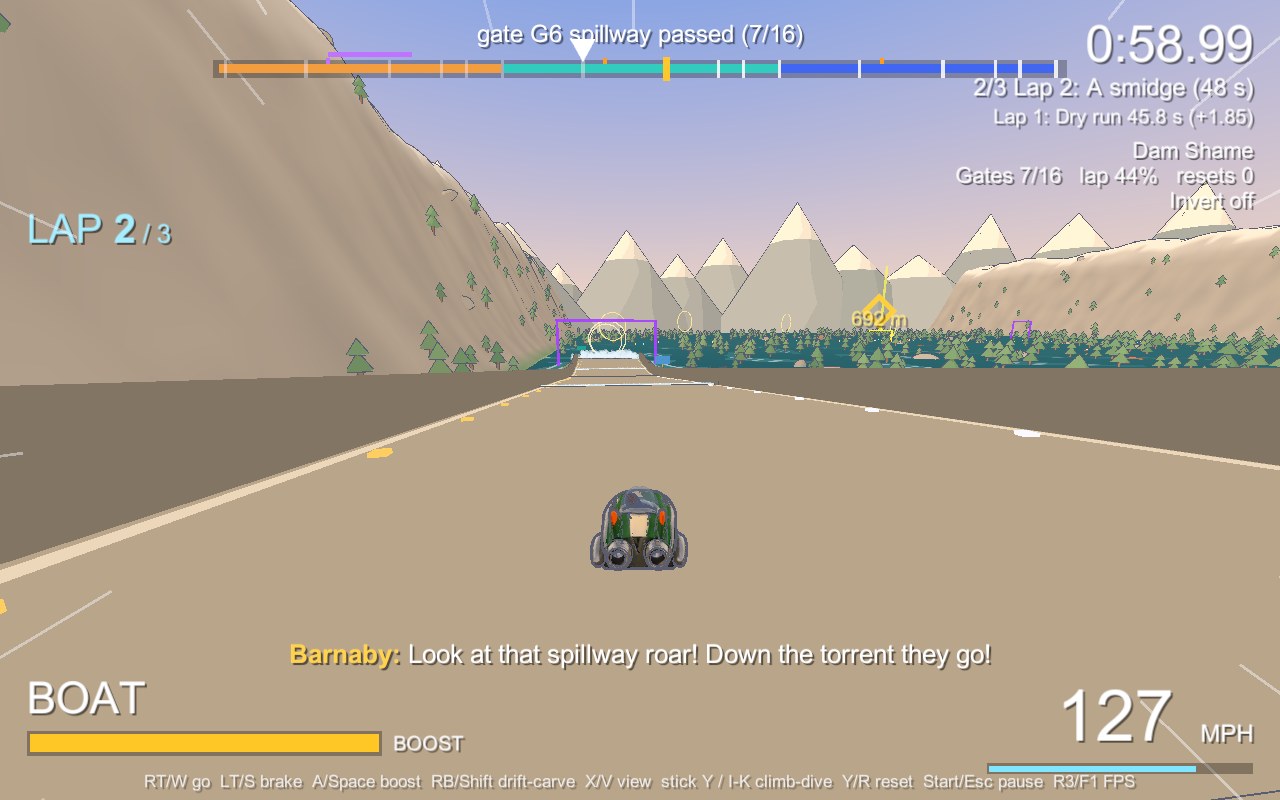 gate G6 spillway passed (7/16)
0:58.99
2/3 Lap 2: A smidge (48 s)
Lap 1: Dry run 45.8 s (+1.85)
Dam Shame
Gates 7/16 lap 44% resets 0
Invert off
LAP 2 / 3
692 m
Barnaby: Look at that spillway roar! Down the torrent they go!
BOAT
BOOST
127 MPH
RT/W go LT/S brake A/Space boost RB/Shift drift-carve X/V view stick Y / I-K climb-dive Y/R reset Start/Esc pause R3/F1 FPS